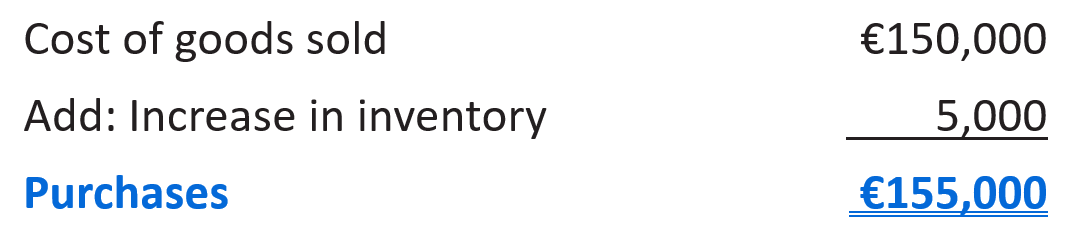 Cost of goods sold €150,000
Add: Increase in inventory 5,000
Purchases €155,000